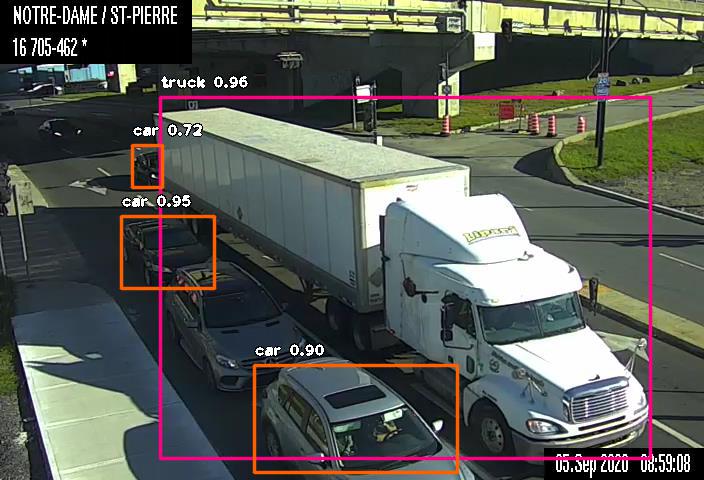 NOTRE-DAME / ST-PIERRE
16 705-462 *
truck 0.96
car 0.72
car 0.95
Lipari
car 0.90
05.Sep 2020 08:59:08